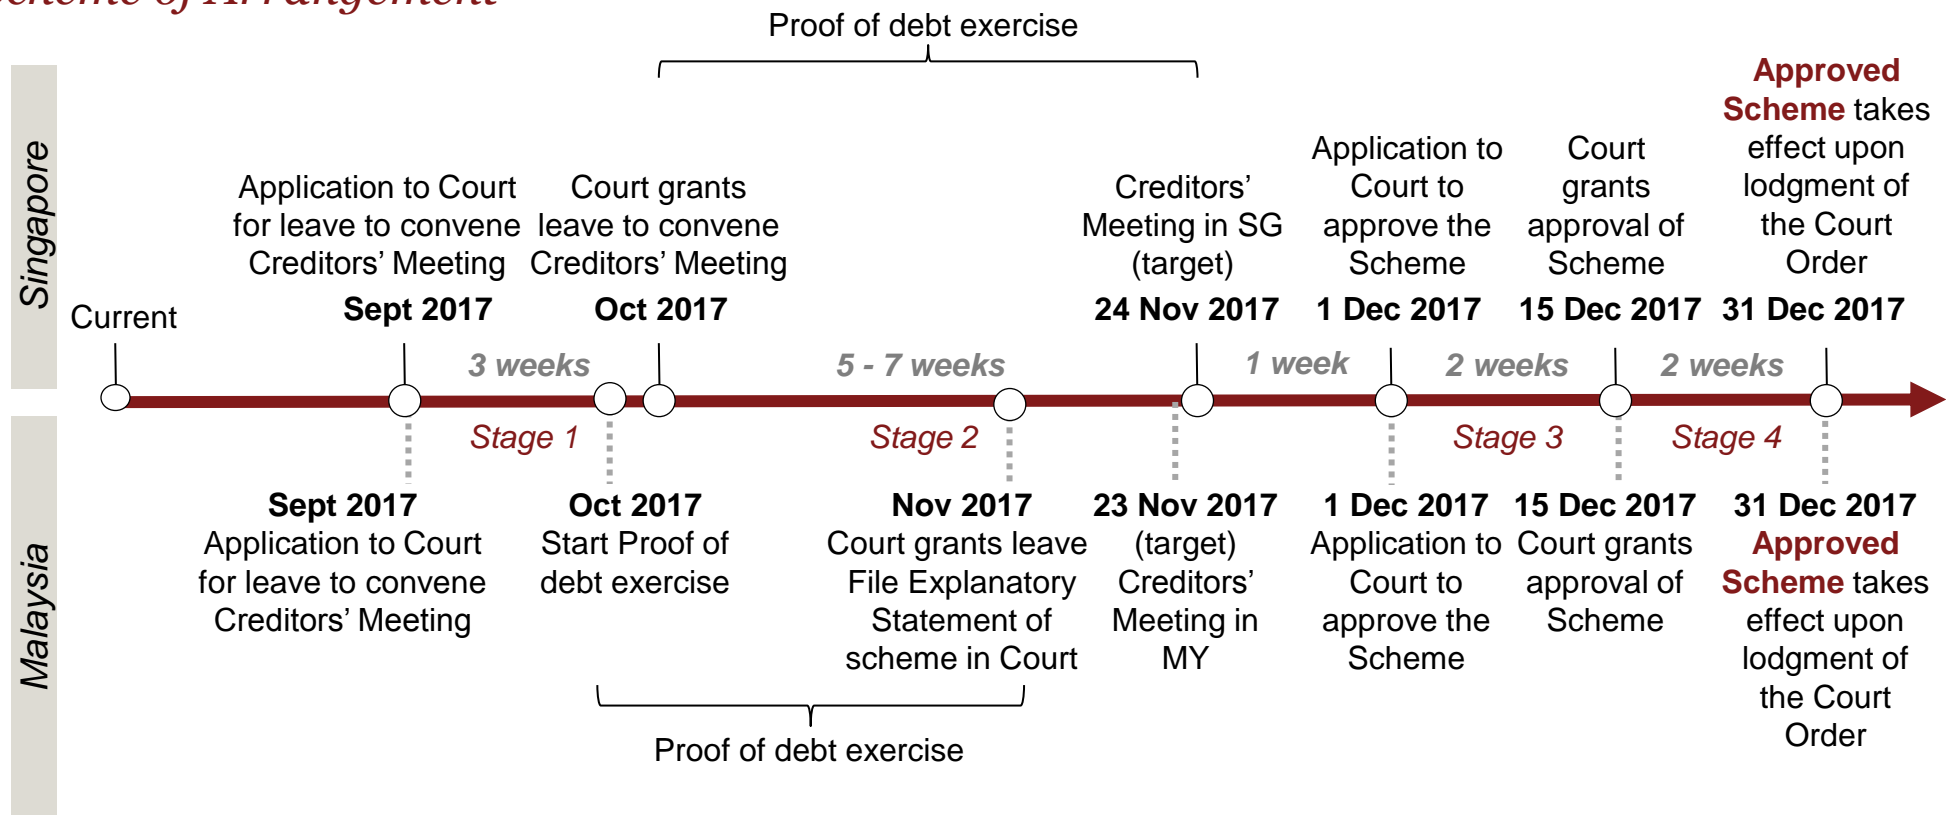 Scheme of Arrangement
Proof of debt exercise
Singapore
Current
Application to Court
for leave to convene
Creditors’ Meeting
Sept 2017
Court grants
leave to convene
Creditors’ Meeting
Oct 2017
Creditors’
Meeting in SG
(target)
24 Nov 2017
Application to
Court to
approve the
Scheme
1 Dec 2017
Court
grants
approval of
Scheme
15 Dec 2017
Approved
Scheme takes
effect upon
lodgment of
the Court
Order
31 Dec 2017
3 weeks
5 - 7 weeks
1 week
2 weeks
2 weeks
Stage 1
Stage 2
Stage 3
Stage 4
Malaysia
Sept 2017
Application to Court
for leave to convene
Creditors’ Meeting
Oct 2017
Start Proof of
debt exercise
Nov 2017
Court grants leave
File Explanatory
Statement of
scheme in Court
23 Nov 2017
(target)
Creditors’
Meeting in
MY
1 Dec 2017
Application to
Court to
approve the
Scheme
15 Dec 2017
Court grants
approval of
Scheme
31 Dec 2017
Approved
Scheme takes
effect upon
lodgment of
the Court
Order
Proof of debt exercise